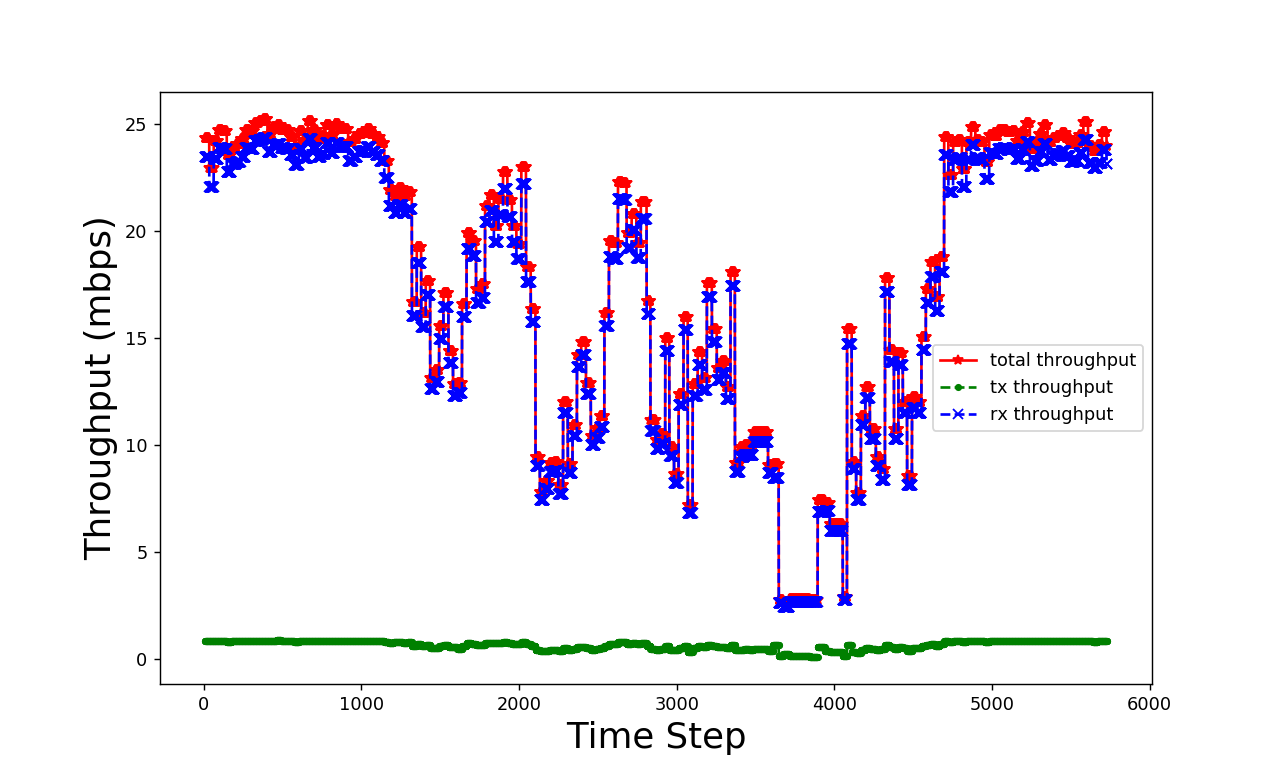 25
20
15
10
5
0
Throughput (mbps)
total throughput
tx throughput
rx throughput
0 1000 2000 3000 4000 5000 6000
Time Step